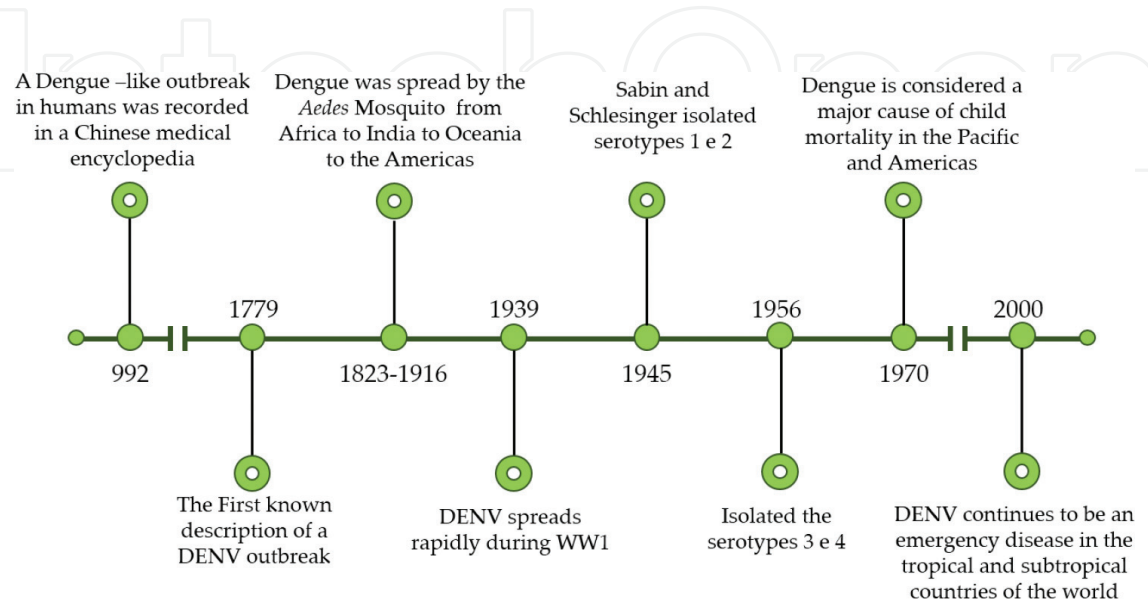 IntechOpen
A Dengue –like outbreak
in humans was recorded
in a Chinese medical
encyclopedia
Dengue was spread by the
Aedes Mosquito from
Africa to India to Oceania
to the Americas
Sabin and
Schlesinger isolated
serotypes 1 e 2
Dengue is considered a
major cause of child
mortality in the Pacific
and Americas
1779
1939
1956
2000
992
1823-1916
1945
1970
The First known
description of a
DENV outbreak
DENV spreads
rapidly during WW1
Isolated the
serotypes 3 e 4
DENV continues to be an
emergency disease in the
tropical and subtropical
countries of the world